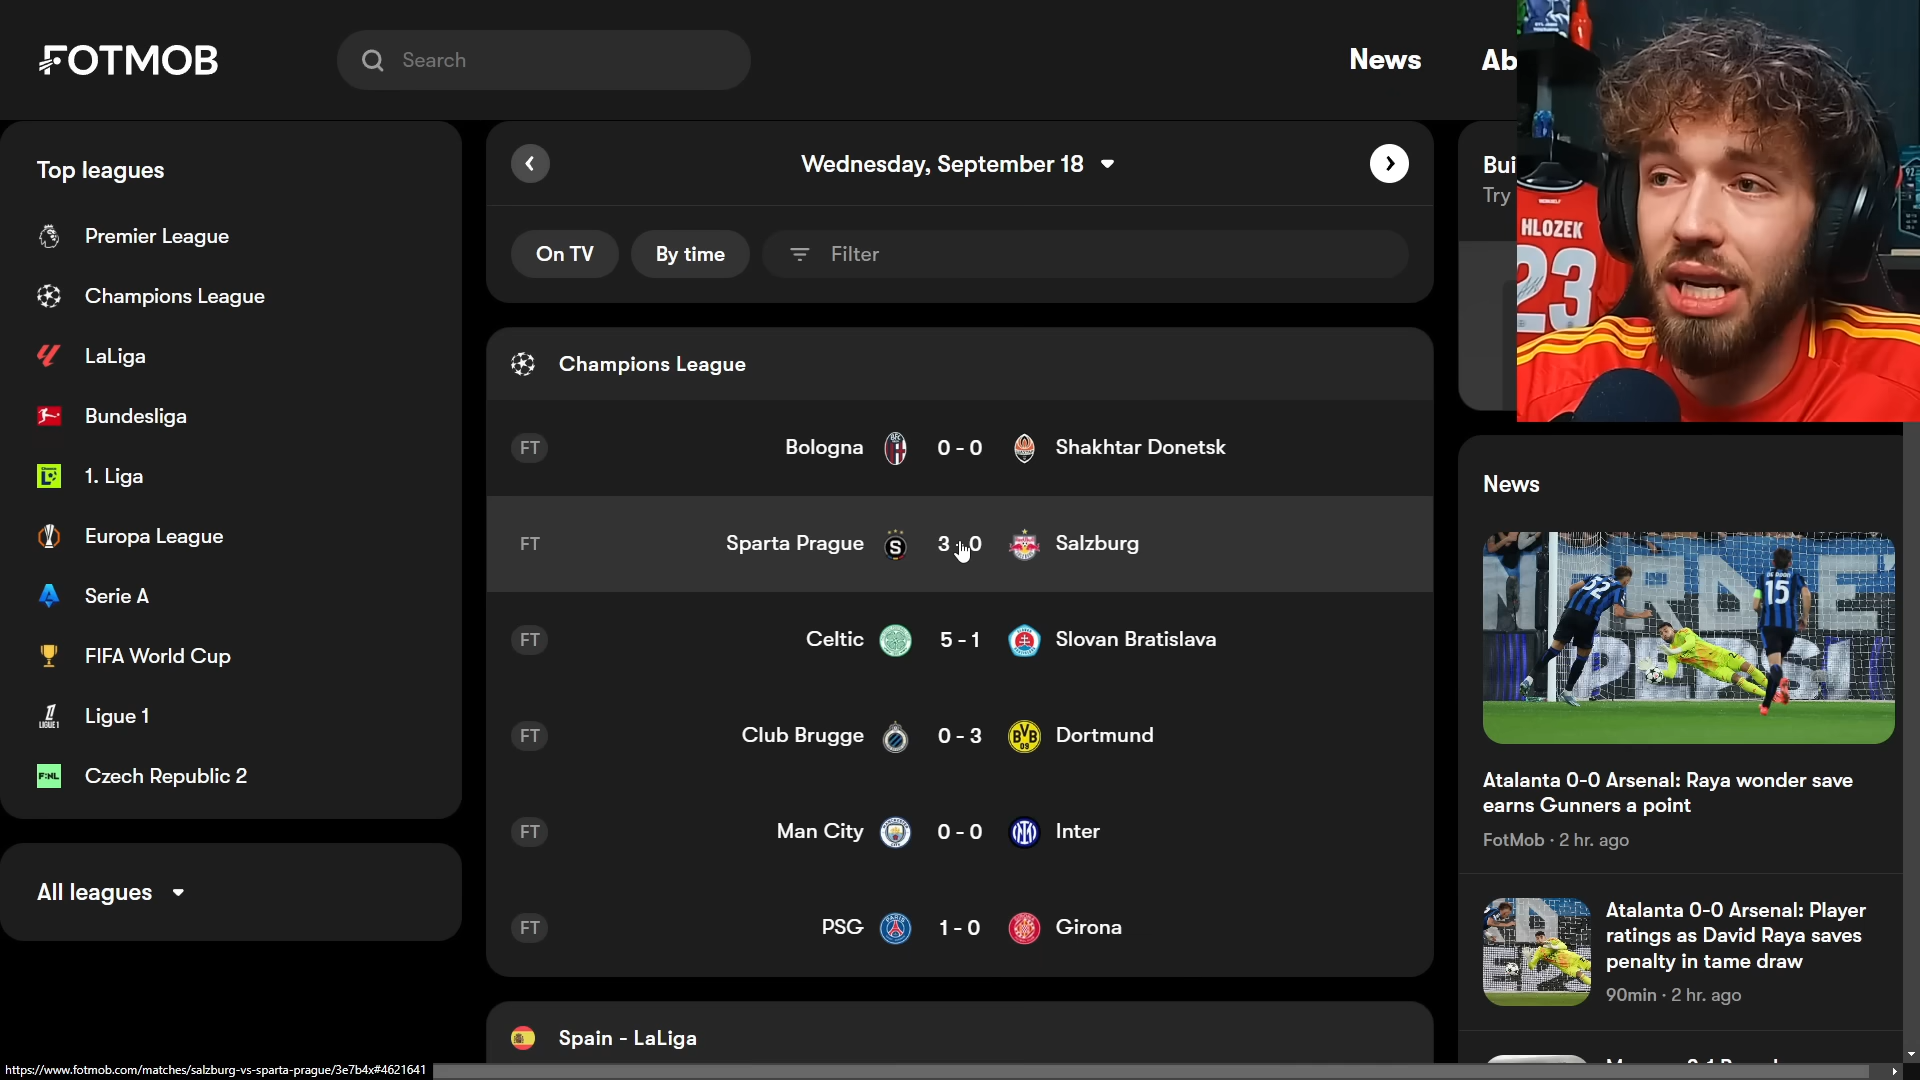 FOTMOB
Search
News
Ab
Top leagues
Premier League
Champions League
LaLiga
Bundesliga
1. Liga
Europa League
Serie A
FIFA World Cup
Ligue 1
Czech Republic 2
All leagues
Wednesday, September 18
On TV
By time
Filter
Champions League
FT Bologna 0 - 0 Shakhtar Donetsk
FT Sparta Prague 3 - 0 Salzburg
FT Celtic 5 - 1 Slovan Bratislava
FT Club Brugge 0 - 3 Dortmund
FT Man City 0 - 0 Inter
FT PSG 1 - 0 Girona
Spain - LaLiga
Bui
Try
HLOZEK
23
92
News
22
DE ROON
15
PEPSI
Atalanta 0-0 Arsenal: Raya wonder save
earns Gunners a point
FotMob · 2 hr. ago
Atalanta 0-0 Arsenal: Player
ratings as David Raya saves
penalty in tame draw
90min · 2 hr. ago
https://www.fotmob.com/matches/salzburg-vs-sparta-prague/3e7b4x#4621641